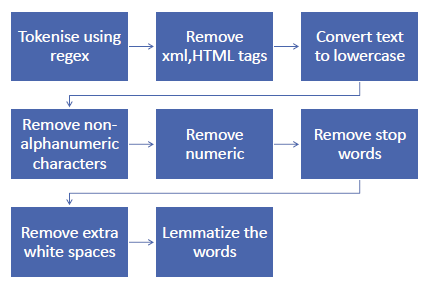 Tokenise using
regex
Remove
xml,HTML tags
Convert text
to lowercase
Remove non-
alphanumeric
characters
Remove
numeric
Remove stop
words
Remove extra
white spaces
Lemmatize the
words